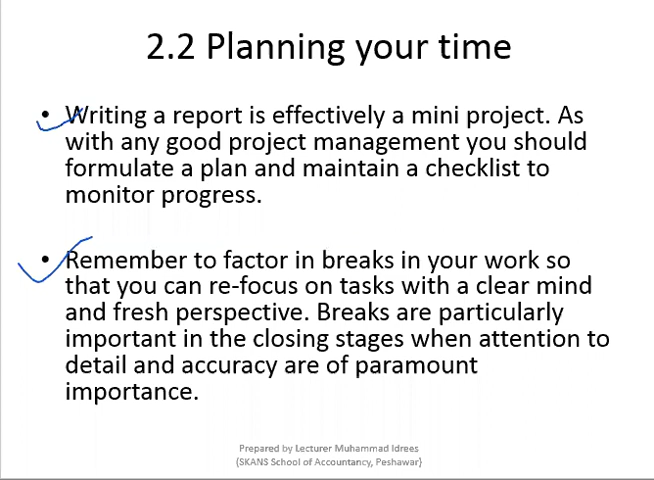 2.2 Planning your time
• Writing a report is effectively a mini project. As
with any good project management you should
formulate a plan and maintain a checklist to
monitor progress.
• Remember to factor in breaks in your work so
that you can re-focus on tasks with a clear mind
and fresh perspective. Breaks are particularly
important in the closing stages when attention to
detail and accuracy are of paramount
importance.
Prepared by Lecturer Muhammad Idrees
(SKANS School of Accountancy, Peshawar)